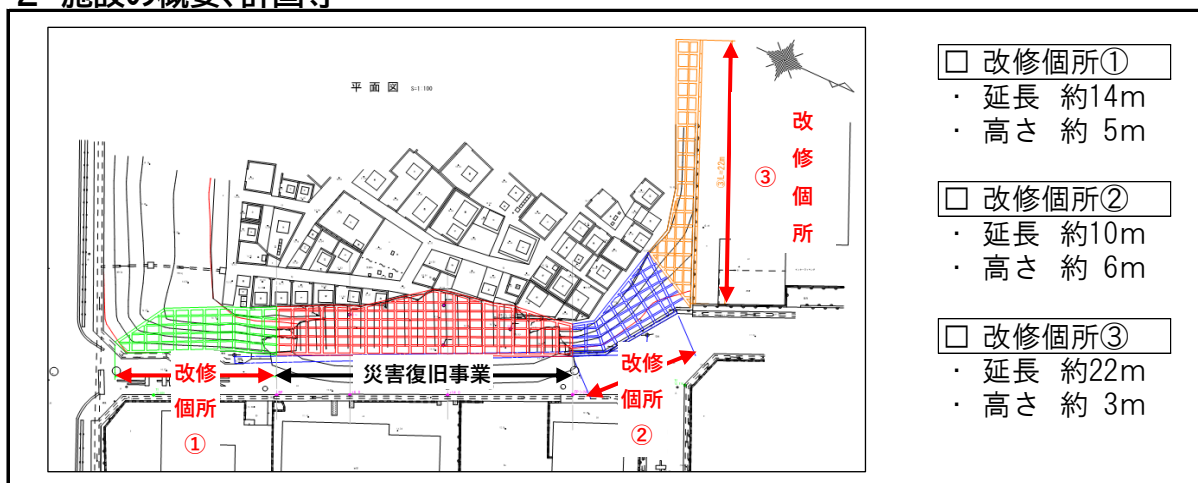 2 施設の概要、計画等
平 面 図 S=1:100
改修個所
③
③L=22m
改修
個所
①
災害復旧事業
改修
個所
②
□ 改修個所①
・ 延長 約14m
・ 高さ 約 5m
□ 改修個所②
・ 延長 約10m
・ 高さ 約 6m
□ 改修個所③
・ 延長 約22m
・ 高さ 約 3m